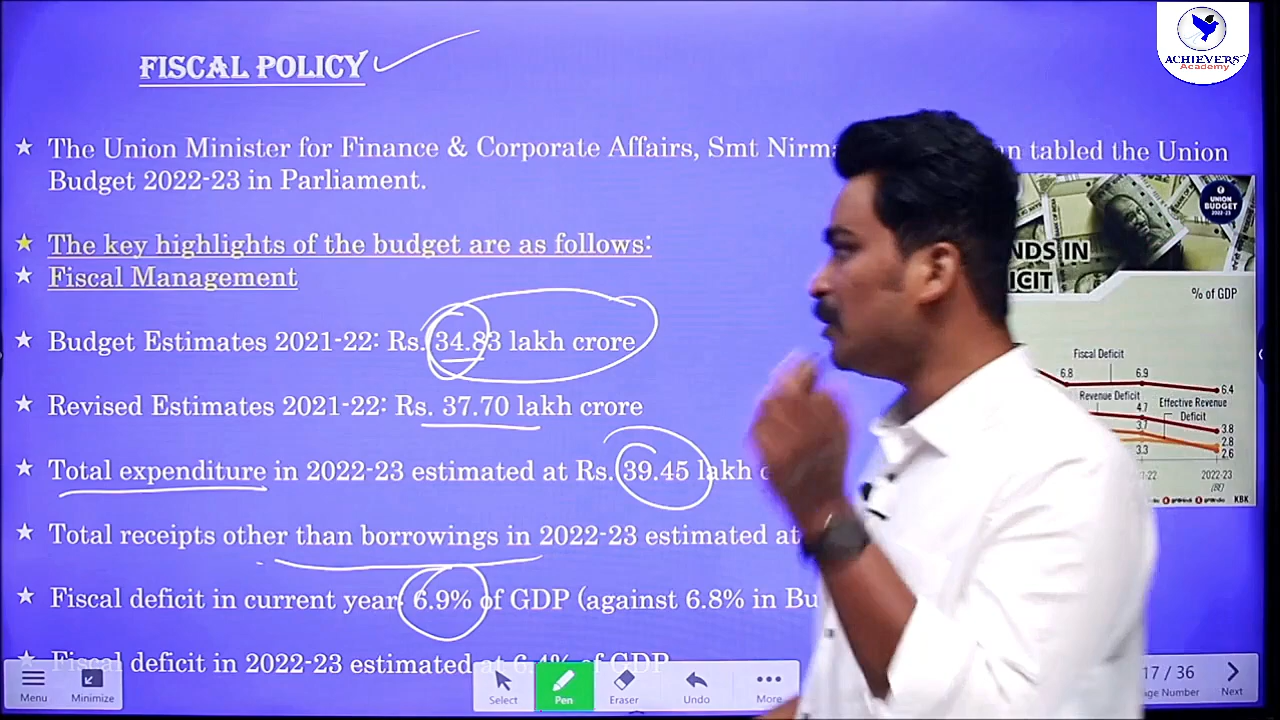 ACHIEVERS
Academy
FISCAL POLICY
★ The Union Minister for Finance & Corporate Affairs, Smt tabled the Union
Budget 2022-23 in Parliament.
★ The key highlights of the budget are as follows:
★ Fiscal Management
★ Budget Estimates 2021-22: Rs. 34.83 lakh crore
★ Revised Estimates 2021-22: Rs. 37.70 lakh crore
★ Total expenditure in 2022-23 estimated at Rs. 39.45 lakh
★ Total receipts other than borrowings in 2022-23 estimated at
★ Fiscal deficit in current year: 6.9% of GDP (against 6.8% in
★ Fiscal deficit in 2022-23 estimated at 6.4% of GDP
UNION
BUDGET
2022-23
IN
% of GDP
Fiscal Deficit
6.8 6.9 6.4
Revenue Deficit
Effective Revenue
Deficit
4.7
3.7
3.3
3.8
2.8
2.6
2022-23
(BE)
KBK
Menu
Minimize
Select
Pen
Eraser
Undo
More
17 / 36
Number
Next